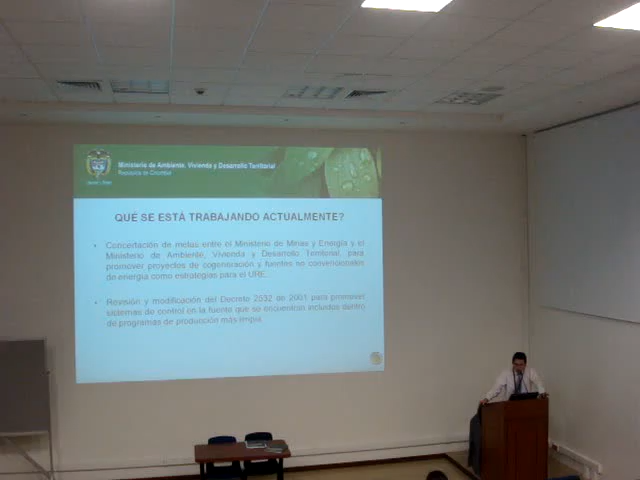 Ministerio de Ambiente, Vivienda y Desarrollo Territorial
República de Colombia
QUÉ SE ESTÁ TRABAJANDO ACTUALMENTE?
• Concertación de metas entre el Ministerio de Minas y Energía y el
Ministerio de Ambiente, Vivienda y Desarrollo Territorial, para
promover proyectos de cogeneración y fuentes no convencionales
de energía como estrategias para el URE.
• Revisión y modificación del Decreto 2532 de 2001 para promover
sistemas de control en la fuente que se encuentren incluidos dentro
de programas de producción más limpia.